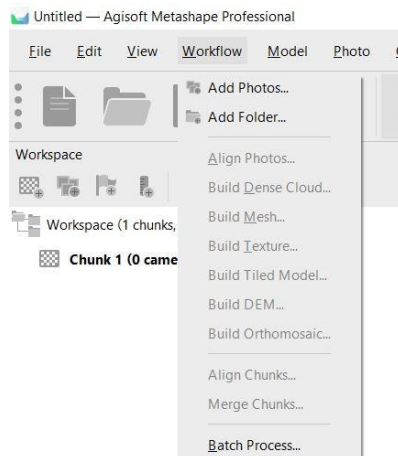 Untitled — Agisoft Metashape Professional
File Edit View Workflow Model Photo
Add Photos...
Add Folder...
Workspace
Align Photos...
Build Dense Cloud...
Workspace (1 chunks,
Build Mesh...
Build Texture...
Chunk 1 (0 came
Build Tiled Model...
Build DEM...
Build Orthomosaic...
Align Chunks...
Merge Chunks...
Batch Process...